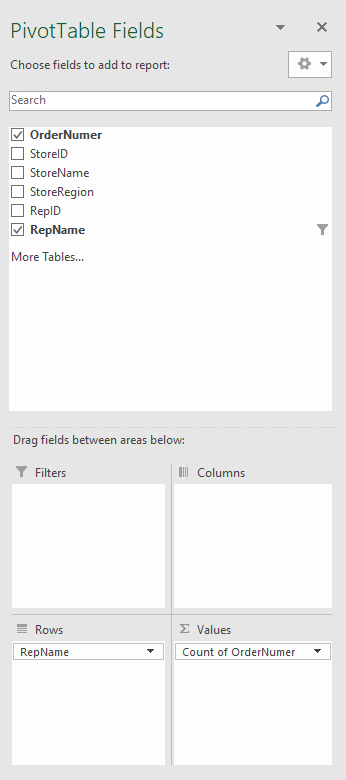 PivotTable Fields
Choose fields to add to report:
Search
OrderNumer
StoreID
StoreName
StoreRegion
RepID
RepName
More Tables...
Drag fields between areas below:
Filters
Columns
Rows
Values
RepName
Count of OrderNumer